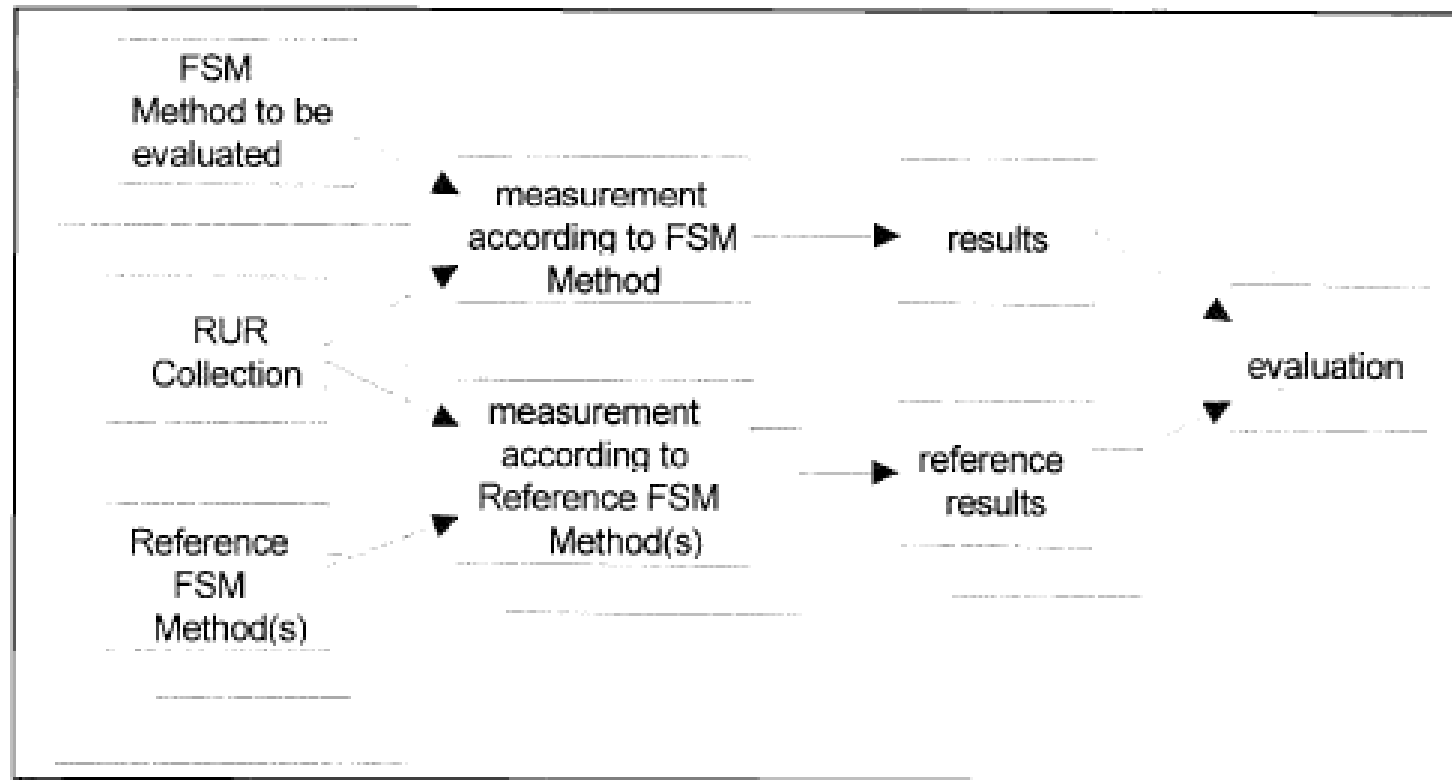 FSM
Method to be
evaluated
measurement
according to FSM
Method
results
RUR
Collection
evaluation
measurement
according to
Reference FSM
Method(s)
reference
results
Reference
FSM
Method(s)